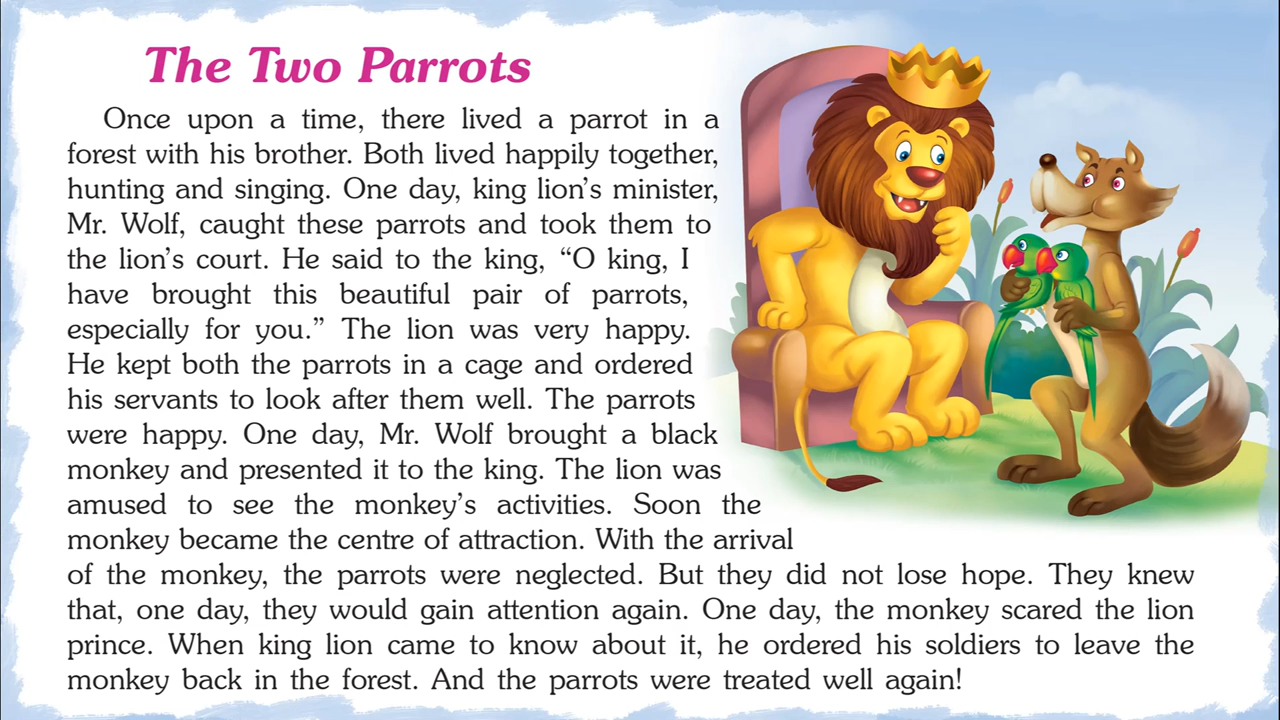 The Two Parrots
Once upon a time, there lived a parrot in a
forest with his brother. Both lived happily together,
hunting and singing. One day, king lion's minister,
Mr. Wolf, caught these parrots and took them to
the lion's court. He said to the king, “O king, I
have brought this beautiful pair of parrots,
especially for you.” The lion was very happy.
He kept both the parrots in a cage and ordered
his servants to look after them well. The parrots
were happy. One day, Mr. Wolf brought a black
monkey and presented it to the king. The lion was
amused to see the monkey's activities. Soon the
monkey became the centre of attraction. With the arrival
of the monkey, the parrots were neglected. But they did not lose hope. They knew
that, one day, they would gain attention again. One day, the monkey scared the lion
prince. When king lion came to know about it, he ordered his soldiers to leave the
monkey back in the forest. And the parrots were treated well again!